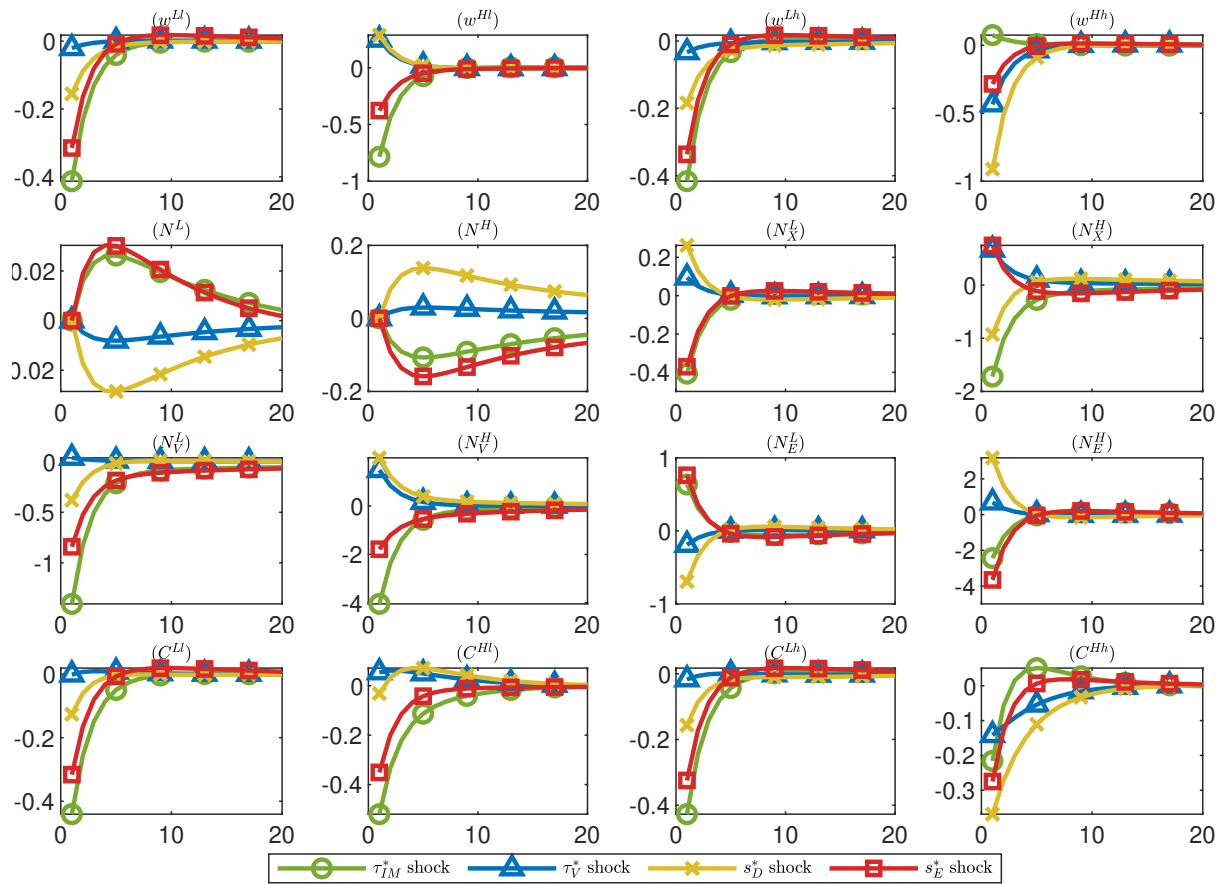 (w^{Ll}) (w^{Hl}) (w^{Lh}) (w^{Hh})
0 0 0 0
-0.2 -0.5 -0.2 -0.5
-0.4 -1 -0.4 -1
0 10 20 0 10 20 0 10 20 0 10 20
(N^L) (N^H) (N_X^L) (N_X^H)
0.02 0.2 0.2 0
0 0 0 -1
0.02 -0.2 -0.2 -2
-0.4
0 10 20 0 10 20 0 10 20 0 10 20
(N_V^L) (N_V^H) (N_E^L) (N_E^H)
0 0 1 2
-0.5 -2 0 0
-1 -4 -1 -2
-4
0 10 20 0 10 20 0 10 20 0 10 20
(C^{Ll}) (C^{Hl}) (C^{Lh}) (C^{Hh})
0 0 0 0
-0.2 -0.2 -0.2 -0.1
-0.4 -0.4 -0.4 -0.2
-0.3
0 10 20 0 10 20 0 10 20 0 10 20
τ*_{IM} shock τ*_V shock s*_D shock s*_E shock